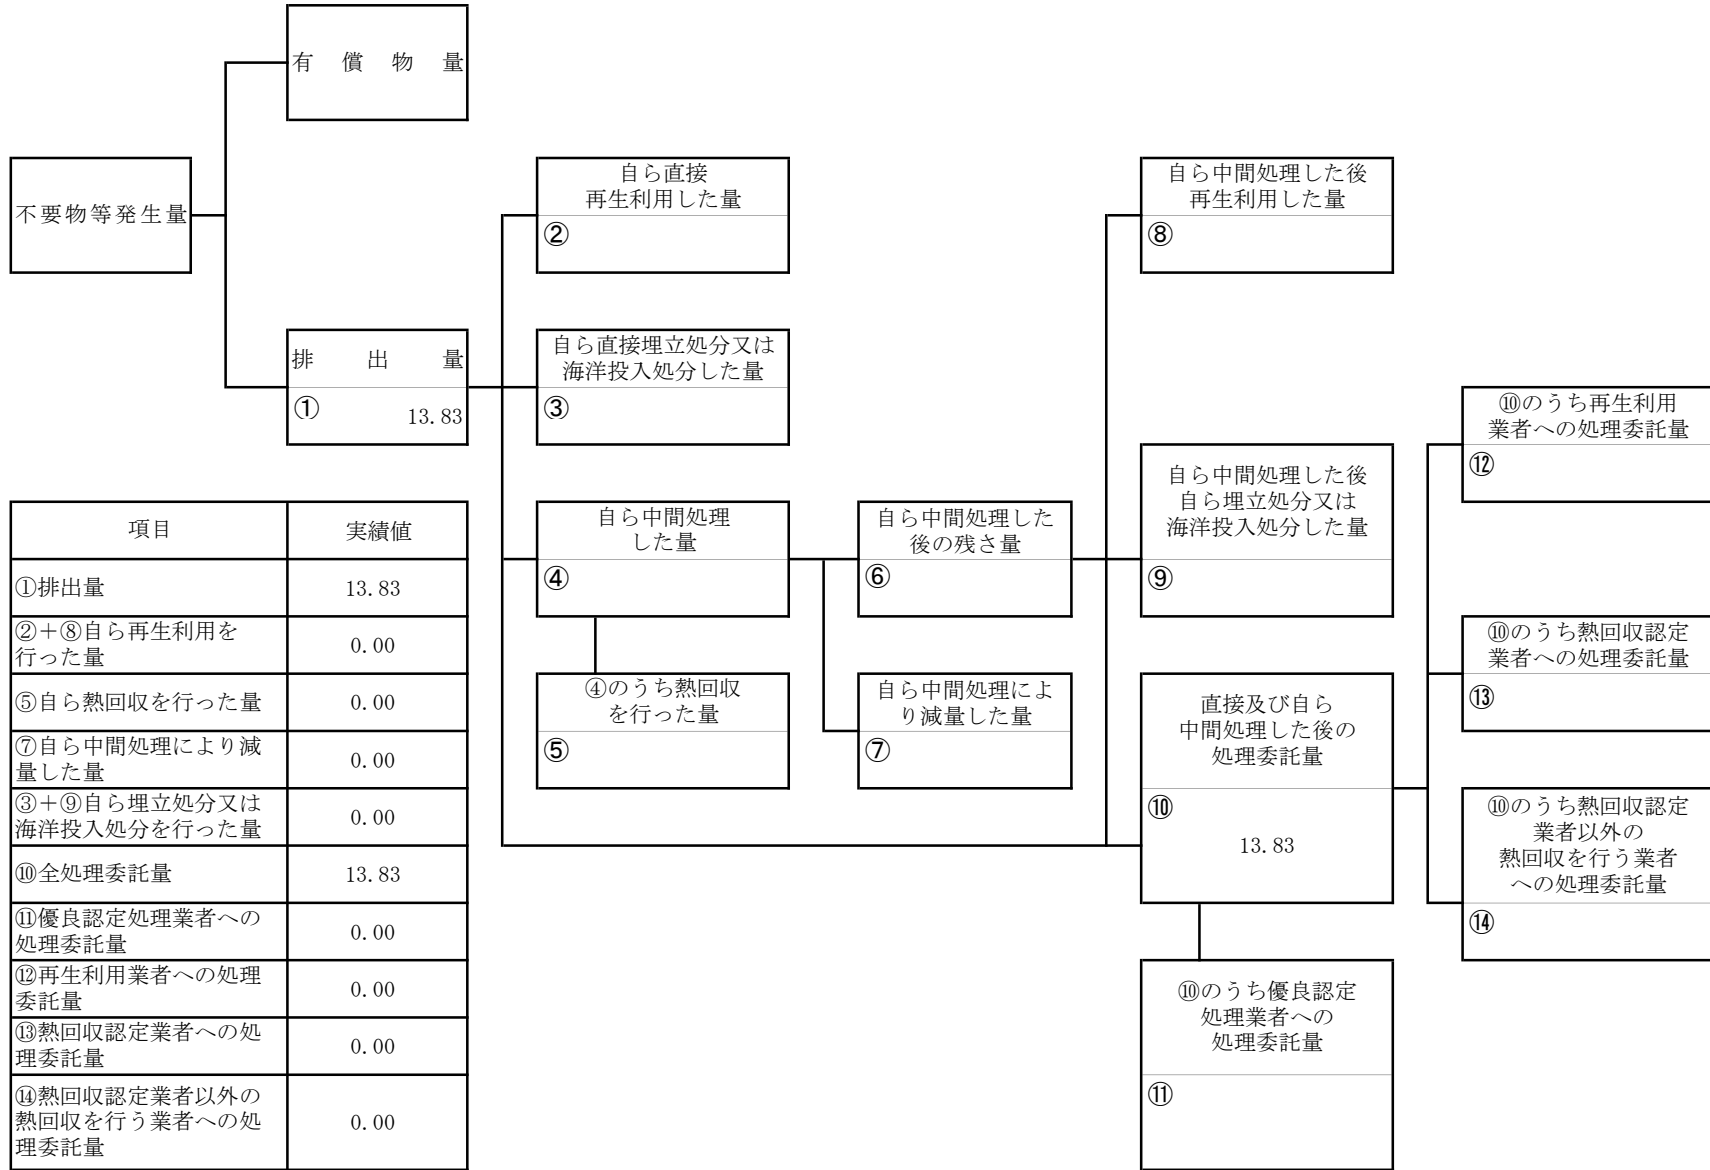 有償物量
不要物等発生量
自ら直接
再生利用した量
②
自ら中間処理した後
再生利用した量
⑧
排出量
①
13.83
自ら直接埋立処分又は
海洋投入処分した量
③
⑩のうち再生利用
業者への処理委託量
⑫
自ら中間処理した後
自ら埋立処分又は
海洋投入処分した量
⑨
自ら中間処理
した量
④
自ら中間処理した
後の残さ量
⑥
⑩のうち熱回収認定
業者への処理委託量
⑬
④のうち熱回収
を行った量
⑤
自ら中間処理によ
り減量した量
⑦
直接及び自ら
中間処理した後の
処理委託量
⑩
13.83
⑩のうち熱回収認定
業者以外の
熱回収を行う業者
への処理委託量
⑭
⑩のうち優良認定
処理業者への
処理委託量
⑪
項目 実績値
①排出量 13.83
②+⑧自ら再生利用を
行った量 0.00
⑤自ら熱回収を行った量 0.00
⑦自ら中間処理により減
量した量 0.00
③+⑨自ら埋立処分又は
海洋投入処分を行った量 0.00
⑩全処理委託量 13.83
⑪優良認定処理業者への
処理委託量 0.00
⑫再生利用業者への処理
委託量 0.00
⑬熱回収認定業者への処
理委託量 0.00
⑭熱回収認定業者以外の
熱回収を行う業者への処 0.00
理委託量